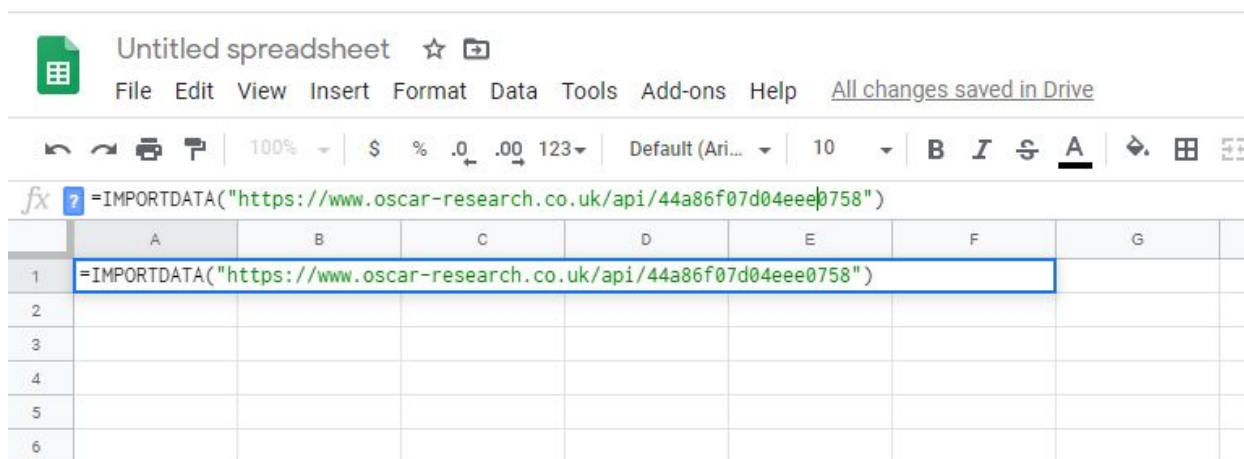 Untitled spreadsheet
File Edit View Insert Format Data Tools Add-ons Help All changes saved in Drive
100% $ % .0 .00 123 Default (Ari... 10 B I S A
fx ? =IMPORTDATA("https://www.oscar-research.co.uk/api/44a86f07d04eee0758")
A B C D E F G
1 =IMPORTDATA("https://www.oscar-research.co.uk/api/44a86f07d04eee0758")
2
3
4
5
6